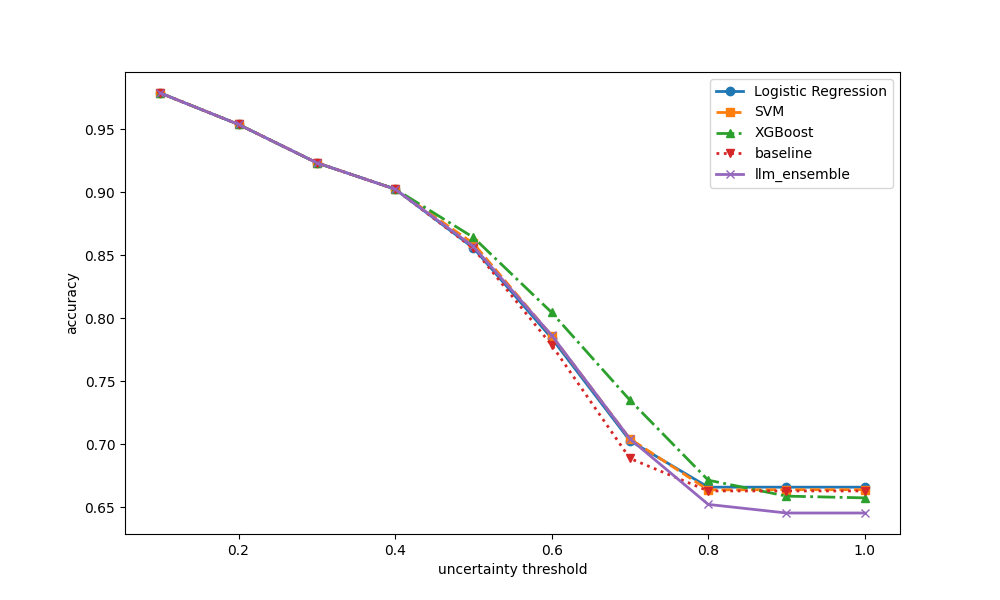 Logistic Regression
SVM
XGBoost
baseline
llm_ensemble
accuracy
0.95
0.90
0.85
0.80
0.75
0.70
0.65
0.2
0.4
0.6
0.8
1.0
uncertainty threshold